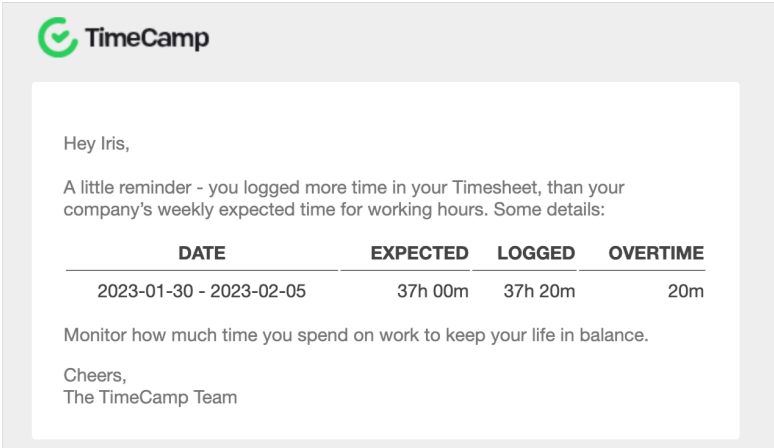 TimeCamp
Hey Iris,
A little reminder - you logged more time in your Timesheet, than your
company's weekly expected time for working hours. Some details:
DATE EXPECTED LOGGED OVERTIME
2023-01-30 - 2023-02-05 37h 00m 37h 20m 20m
Monitor how much time you spend on work to keep your life in balance.
Cheers,
The TimeCamp Team